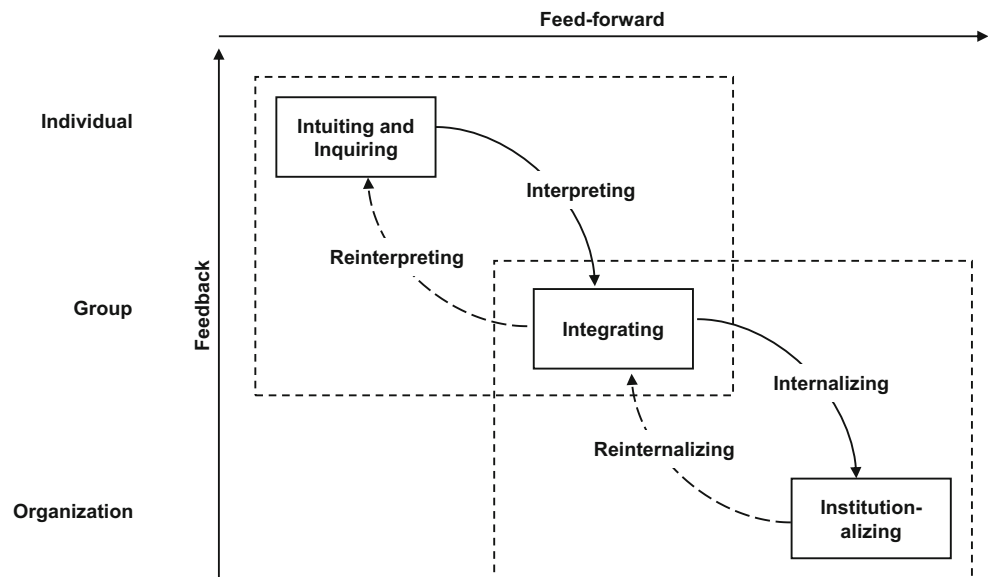 Feed-forward
Individual
Intuiting and
Inquiring
Interpreting
Reinterpreting
Feedback
Group
Integrating
Internalizing
Reinternalizing
Organization
Institution-
alizing